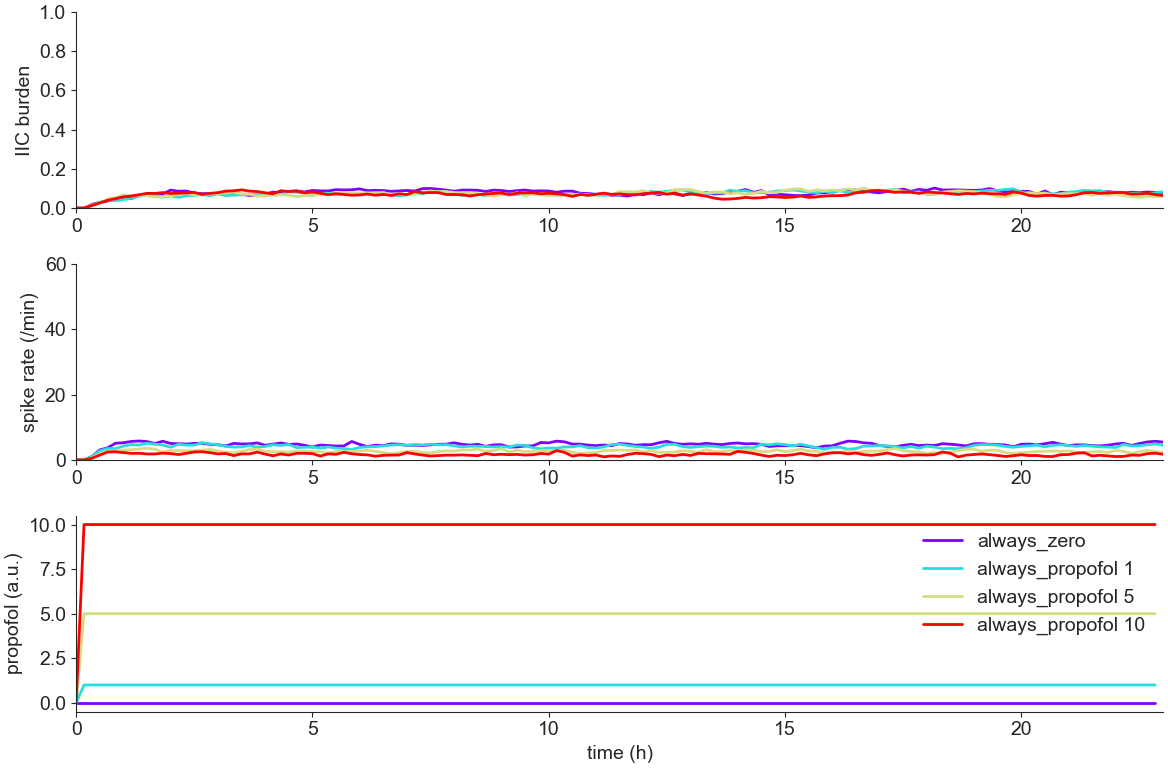 IIC burden
1.0
0.8
0.6
0.4
0.2
0.0
0 5 10 15 20
spike rate (/min)
60
40
20
0
0 5 10 15 20
propofol (a.u.)
10.0
7.5
5.0
2.5
0.0
always_zero
always_propofol 1
always_propofol 5
always_propofol 10
0 5 10 15 20
time (h)